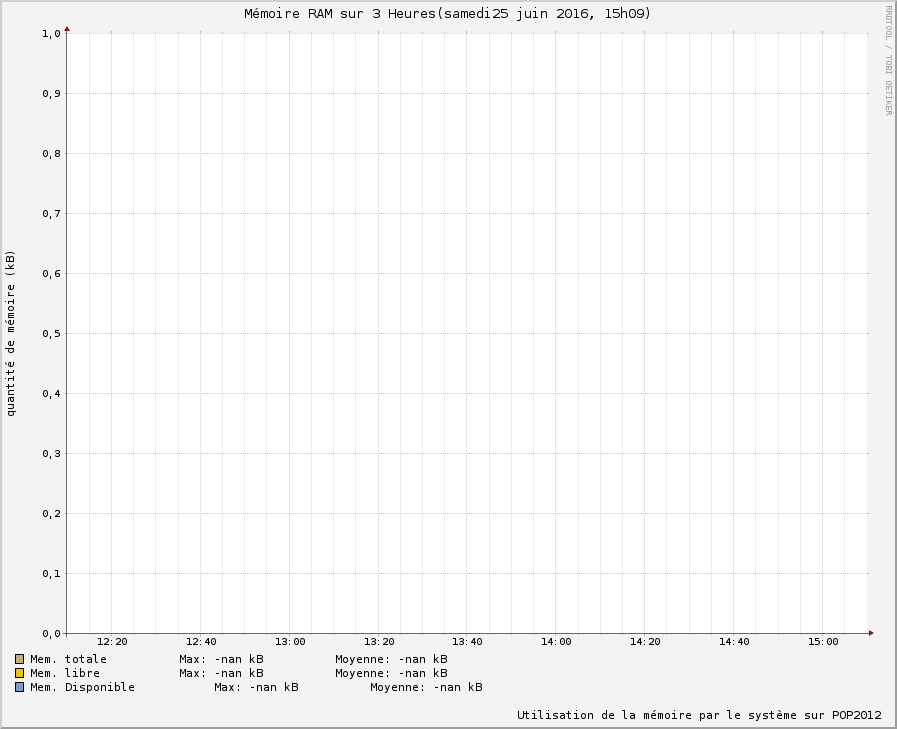 Mémoire RAM sur 3 Heures(samedi25 juin 2016, 15h09)
RRDTOOL / TOBI OETIKER
quantité de mémoire (kB)
1,0
0,9
0,8
0,7
0,6
0,5
0,4
0,3
0,2
0,1
0,0
12:20 12:40 13:00 13:20 13:40 14:00 14:20 14:40 15:00
Mem. totale Max: -nan kB Moyenne: -nan kB
Mem. libre Max: -nan kB Moyenne: -nan kB
Mem. Disponible Max: -nan kB Moyenne: -nan kB
Utilisation de la mémoire par le système sur POP2012